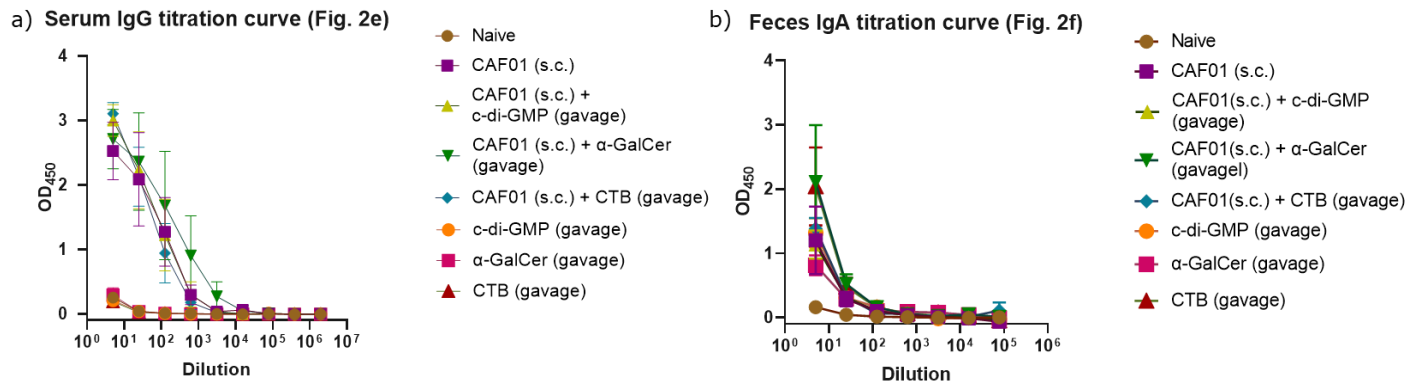 a) Serum IgG titration curve (Fig. 2e)
4
3
2
1
0
OD450
10^0 10^1 10^2 10^3 10^4 10^5 10^6 10^7
Dilution
Naive
CAF01 (s.c.)
CAF01 (s.c.) +
c-di-GMP (gavage)
CAF01 (s.c.) + α-GalCer
(gavage)
CAF01 (s.c.) + CTB (gavage)
c-di-GMP (gavage)
α-GalCer (gavage)
CTB (gavage)
b) Feces IgA titration curve (Fig. 2f)
4
3
2
1
0
OD450
10^0 10^1 10^2 10^3 10^4 10^5 10^6
Dilution
Naive
CAF01 (s.c.)
CAF01(s.c.) + c-di-GMP
(gavage)
CAF01(s.c.) + α-GalCer
(gavagel)
CAF01(s.c.) + CTB (gavage)
c-di-GMP (gavage)
α-GalCer (gavage)
CTB (gavage)